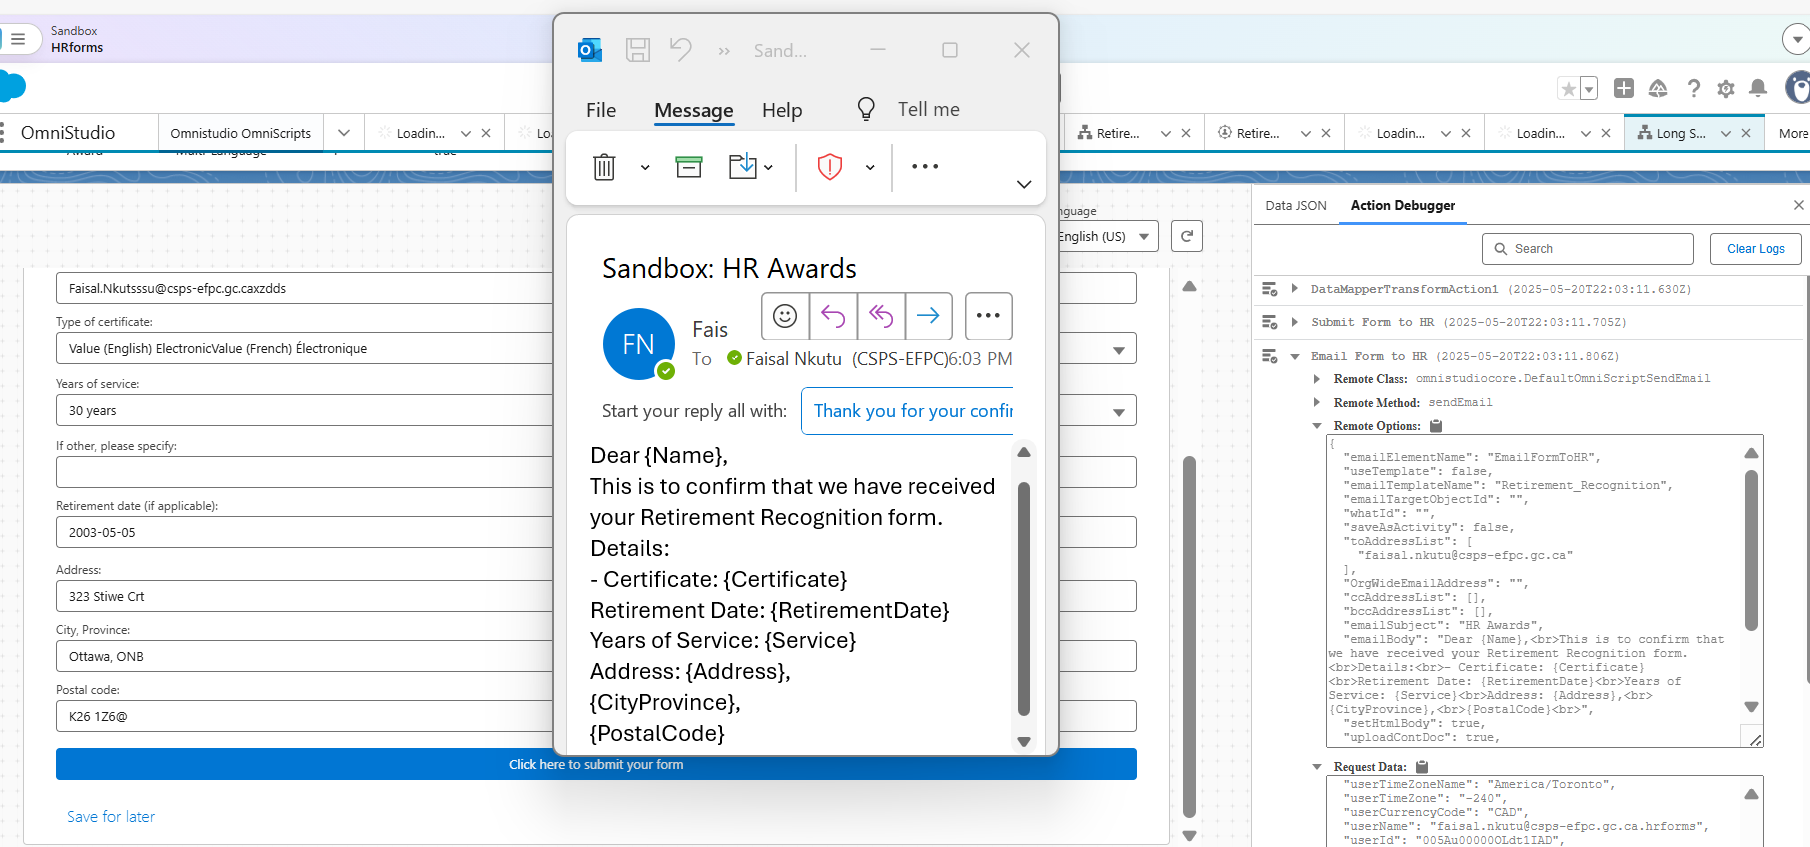 Sandbox
HRforms
OmniStudio
Omnistudio OmniScripts
Loadin...
Retire...
Retire...
Loadin...
Loadin...
Long S...
More
true
English (US)
Faisal.Nkutsssu@csps-efpc.gc.caxzdds
Type of certificate:
Value (English) ElectronicValue (French) Électronique
Years of service:
30 years
If other, please specify:
Retirement date (if applicable):
2003-05-05
Address:
323 Stiwe Crt
City, Province:
Ottawa, ONB
Postal code:
K26 1Z6@
Click here to submit your form
Save for later
Sand...
File
Message
Help
Tell me
Sandbox: HR Awards
FN
Fais
To
Faisal Nkutu (CSPS-EFPC)
6:03 PM
Start your reply all with:
Thank you for your confir
Dear {Name},
This is to confirm that we have received
your Retirement Recognition form.
Details:
- Certificate: {Certificate}
Retirement Date: {RetirementDate}
Years of Service: {Service}
Address: {Address},
{CityProvince},
{PostalCode}
Data JSON
Action Debugger
Search
Clear Logs
DataMapperTransformAction1 (2025-05-20T22:03:11.630Z)
Submit Form to HR (2025-05-20T22:03:11.705Z)
Email Form to HR (2025-05-20T22:03:11.806Z)
Remote Class: omnistudiocore.DefaultOmniScriptSendEmail
Remote Method: sendEmail
Remote Options:
{
"emailElementName": "EmailFormToHR",
"useTemplate": false,
"emailTemplateName": "Retirement_Recognition",
"emailTargetObjectId": "",
"whatId": "",
"saveAsActivity": false,
"toAddressList": [
"faisal.nkutu@csps-efpc.gc.ca"
],
"OrgWideEmailAddress": "",
"ccAddressList": [],
"bccAddressList": [],
"emailSubject": "HR Awards",
"emailBody": "Dear {Name},<br>This is to confirm that
we have received your Retirement Recognition form.
<br>Details:<br>- Certificate: {Certificate}
<br>Retirement Date: {RetirementDate}<br>Years of
Service: {Service}<br>Address: {Address},<br>
{CityProvince},<br>{PostalCode}<br>",
"setHtmlBody": true,
"uploadContDoc": true,
Request Data:
"userTimeZoneName": "America/Toronto",
"userTimeZone": "-240",
"userCurrencyCode": "CAD",
"userName": "faisal.nkutu@csps-efpc.gc.ca.hrforms",